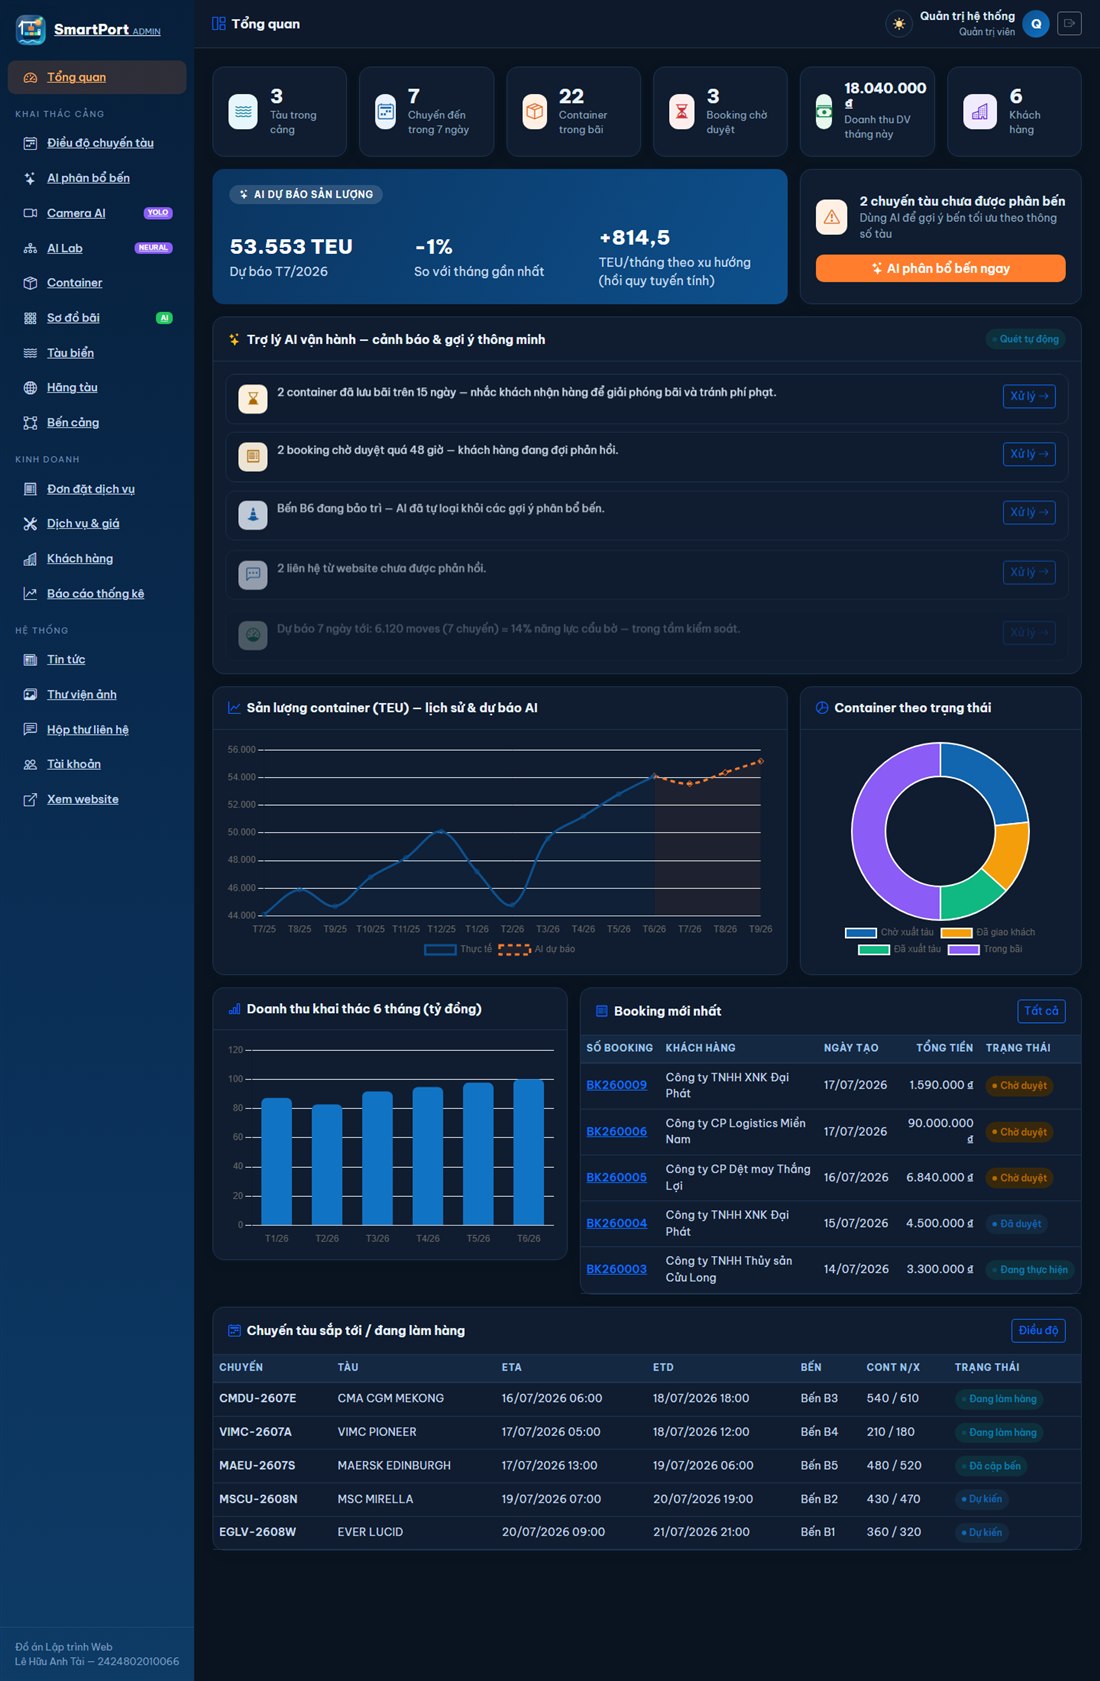 SmartPort ADMIN
Tổng quan
KHAI THÁC CẢNG
Điều độ chuyến tàu
AI phân bổ bến
Camera AI YOLO
AI Lab NEURAL
Container
Sơ đồ bãi AI
Tàu biển
Hãng tàu
Bến cảng
KINH DOANH
Đơn đặt dịch vụ
Dịch vụ & giá
Khách hàng
Báo cáo thống kê
HỆ THỐNG
Tin tức
Thư viện ảnh
Hộp thư liên hệ
Tài khoản
Xem website
Đồ án Lập trình Web
Lê Hữu Anh Tài — 2424802010066
Tổng quan
Quản trị hệ thống
Quản trị viên
Q
3
Tàu trong
cảng
7
Chuyến đến
trong 7 ngày
22
Container
trong bãi
3
Booking chờ
duyệt
18.040.000
₫
Doanh thu DV
tháng này
6
Khách
hàng
AI DỰ BÁO SẢN LƯỢNG
53.553 TEU
Dự báo T7/2026
-1%
So với tháng gần nhất
+814,5
TEU/tháng theo xu hướng
(hồi quy tuyến tính)
2 chuyến tàu chưa được phân bến
Dùng AI để gợi ý bến tối ưu theo thông
số tàu
AI phân bổ bến ngay
Trợ lý AI vận hành — cảnh báo & gợi ý thông minh
Quét tự động
2 container đã lưu bãi trên 15 ngày — nhắc khách nhận hàng để giải phóng bãi và tránh phí phạt.
Xử lý →
2 booking chờ duyệt quá 48 giờ — khách hàng đang đợi phản hồi.
Xử lý →
Bến B6 đang bảo trì — AI đã tự loại khỏi các gợi ý phân bổ bến.
Xử lý →
2 liên hệ từ website chưa được phản hồi.
Xử lý →
Dự báo 7 ngày tới: 6.120 moves (7 chuyến) = 14% năng lực cẩu bờ — trong tầm kiểm soát.
Xử lý →
Sản lượng container (TEU) — lịch sử & dự báo AI
56.000
54.000
52.000
50.000
48.000
46.000
44.000
T7/25 T8/25 T9/25 T10/25 T11/25 T12/25 T1/26 T2/26 T3/26 T4/26 T5/26 T6/26 T7/26 T8/26 T9/26
Thực tế AI dự báo
Container theo trạng thái
Chờ xuất tàu Đã giao khách
Đã xuất tàu Trong bãi
Doanh thu khai thác 6 tháng (tỷ đồng)
120
100
80
60
40
20
0
T1/26 T2/26 T3/26 T4/26 T5/26 T6/26
Booking mới nhất
Tất cả
SỐ BOOKING KHÁCH HÀNG NGÀY TẠO TỔNG TIỀN TRẠNG THÁI
BK260009 Công ty TNHH XNK Đại Phát 17/07/2026 1.590.000 ₫ Chờ duyệt
BK260006 Công ty CP Logistics Miền Nam 17/07/2026 90.000.000 ₫ Chờ duyệt
BK260005 Công ty CP Dệt may Thắng Lợi 16/07/2026 6.840.000 ₫ Chờ duyệt
BK260004 Công ty TNHH XNK Đại Phát 15/07/2026 4.500.000 ₫ Đã duyệt
BK260003 Công ty TNHH Thủy sản Cửu Long 14/07/2026 3.300.000 ₫ Đang thực hiện
Chuyến tàu sắp tới / đang làm hàng
Điều độ
CHUYẾN TÀU ETA ETD BẾN CONT N/X TRẠNG THÁI
CMDU-2607E CMA CGM MEKONG 16/07/2026 06:00 18/07/2026 18:00 Bến B3 540 / 610 Đang làm hàng
VIMC-2607A VIMC PIONEER 17/07/2026 05:00 18/07/2026 12:00 Bến B4 210 / 180 Đang làm hàng
MAEU-2607S MAERSK EDINBURGH 17/07/2026 13:00 19/07/2026 06:00 Bến B5 480 / 520 Đã cập bến
MSCU-2608N MSC MIRELLA 19/07/2026 07:00 20/07/2026 19:00 Bến B2 430 / 470 Dự kiến
EGLV-2608W EVER LUCID 20/07/2026 09:00 21/07/2026 21:00 Bến B1 360 / 320 Dự kiến